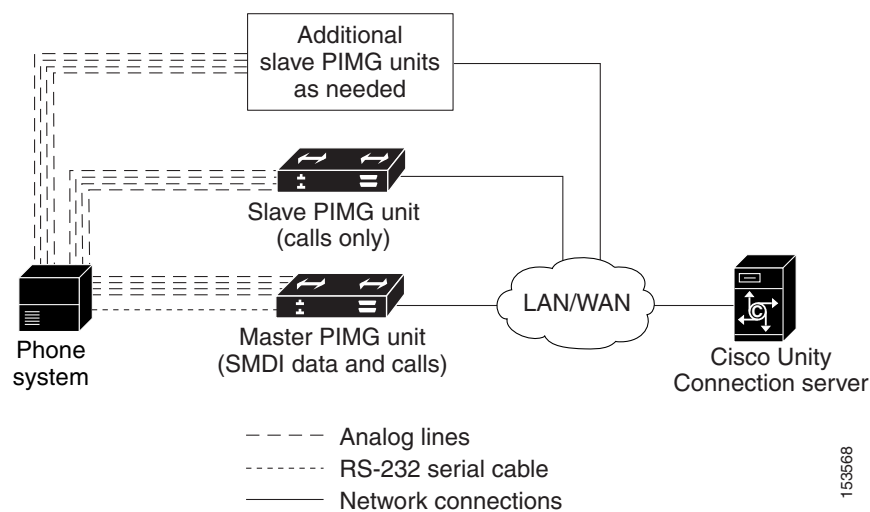 Additional
slave PIMG units
as needed
Slave PIMG unit
(calls only)
LAN/WAN
Phone
system
Master PIMG unit
(SMDI data and calls)
Cisco Unity
Connection server
Analog lines
RS-232 serial cable
Network connections
153568